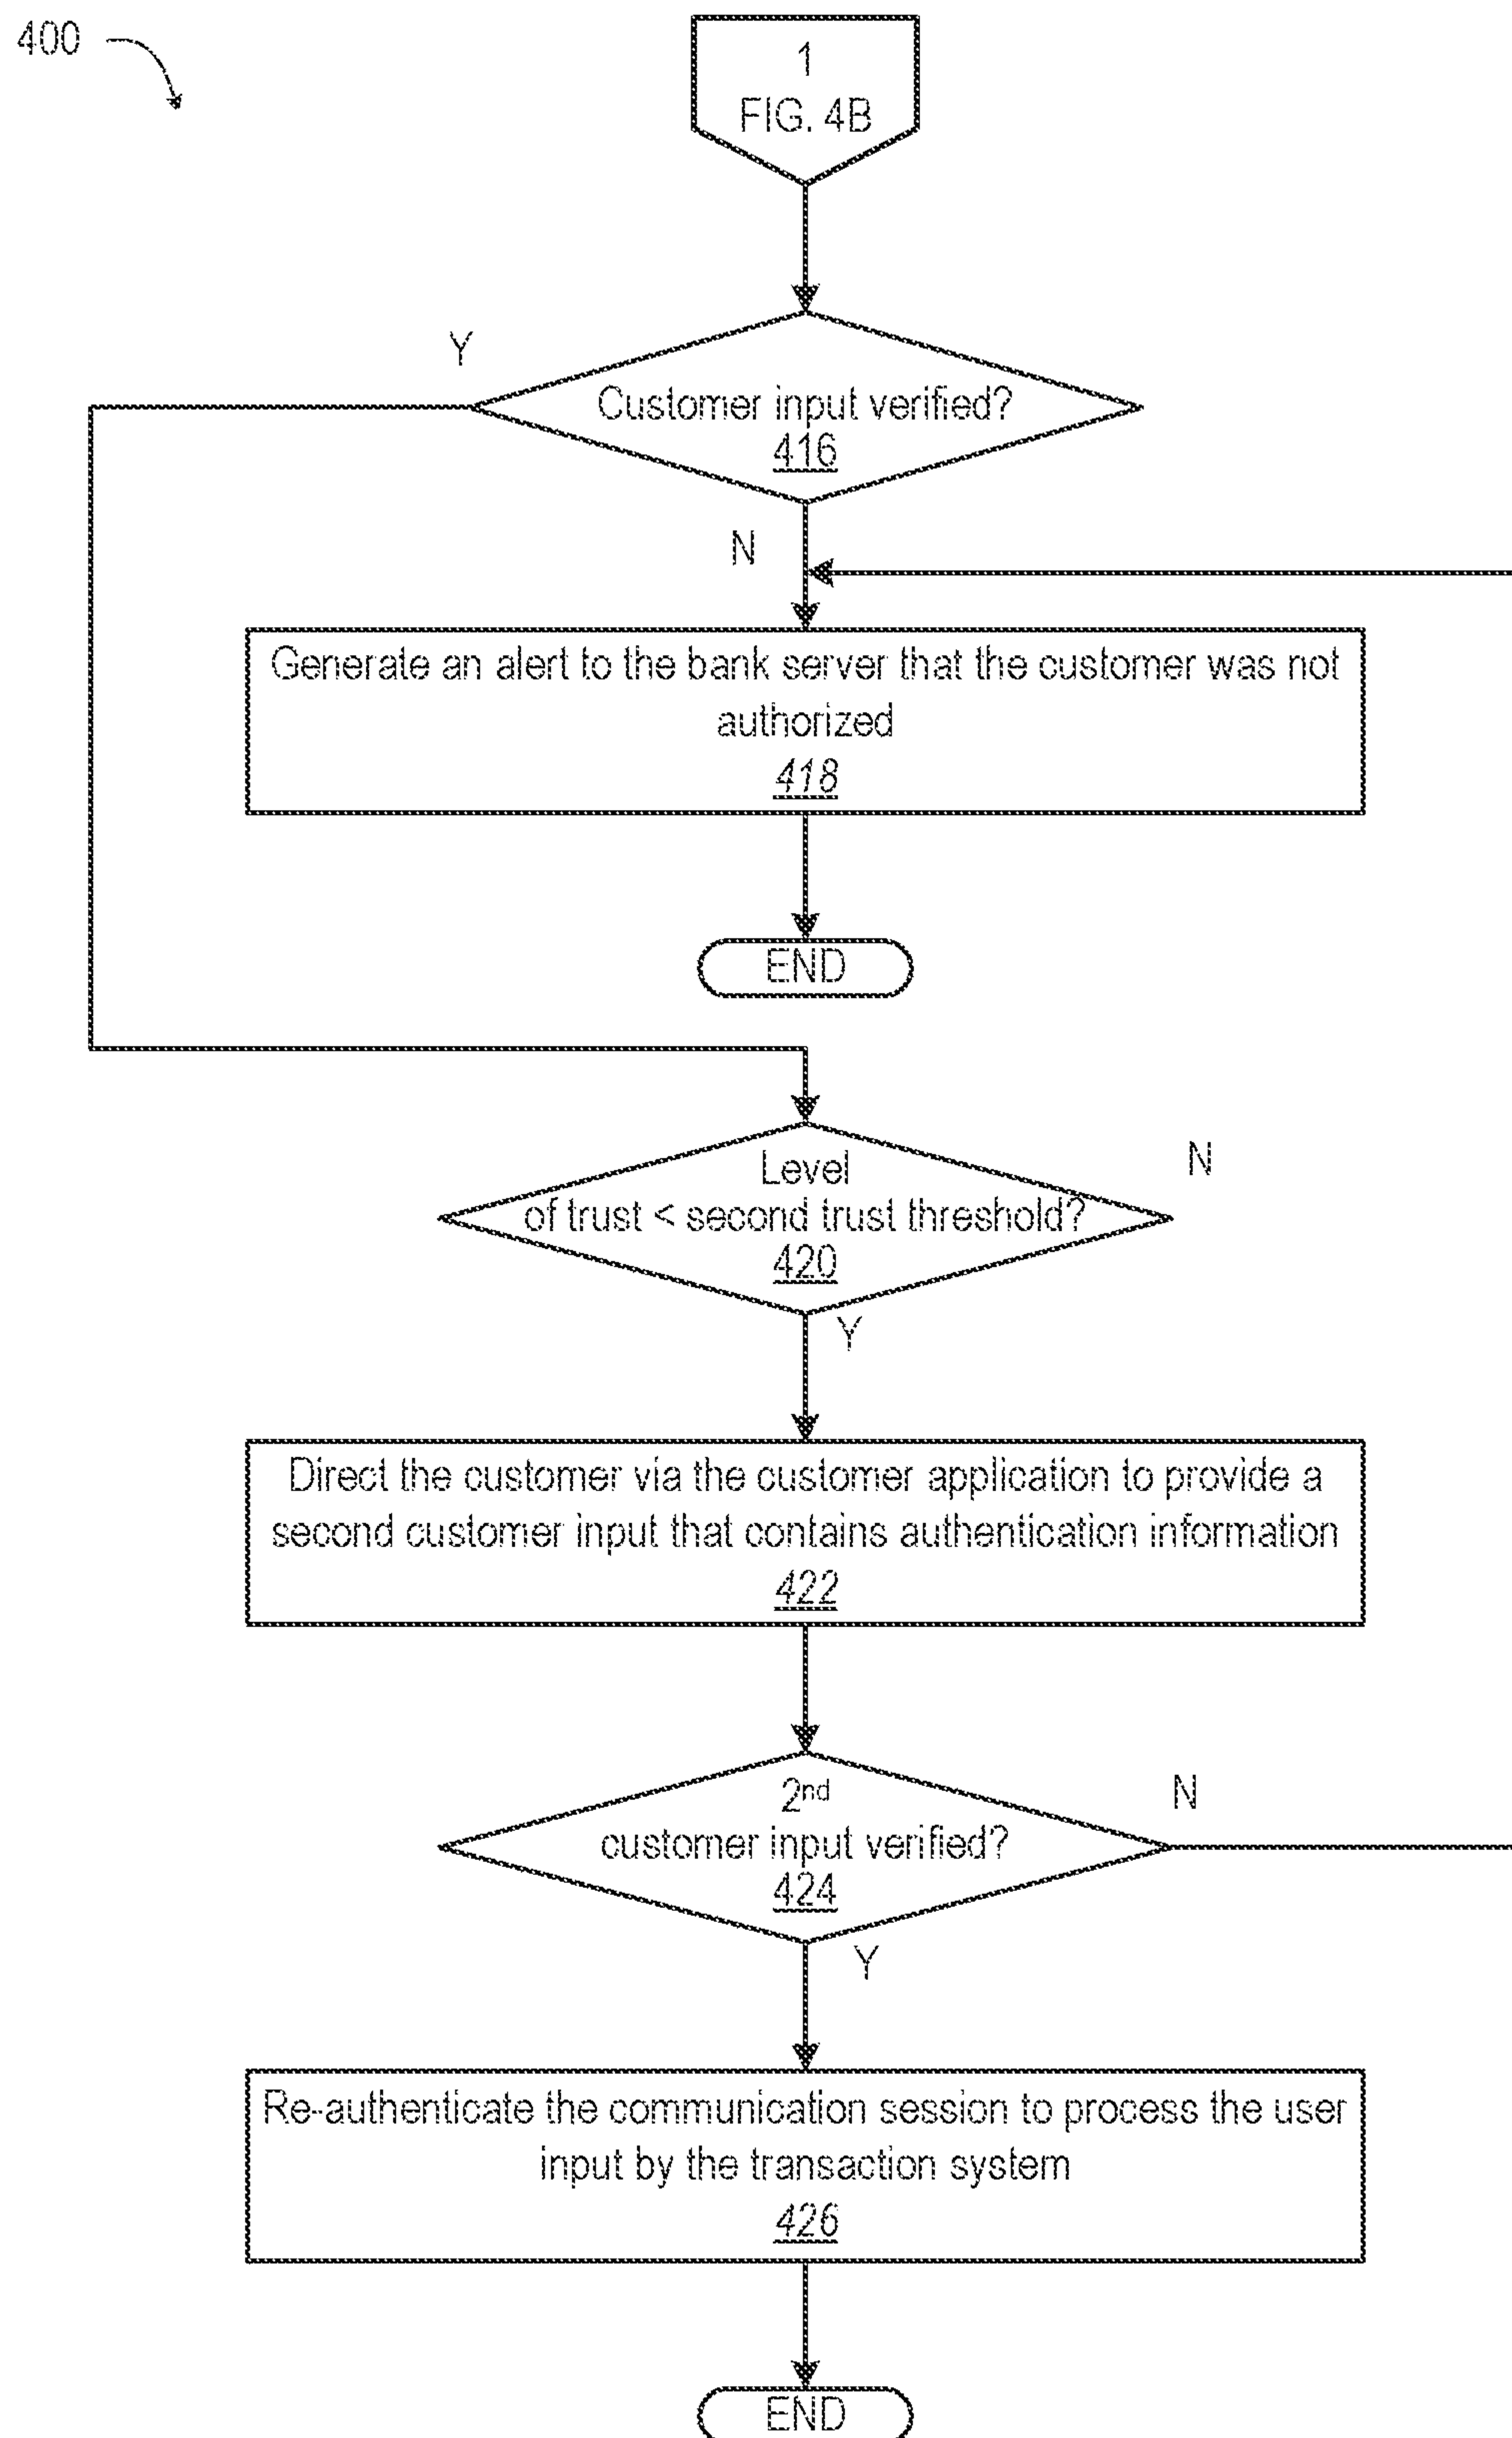 400
1
FIG. 4B
Y
Customer input verified?
416
N
Generate an alert to the bank server that the customer was not
authorized
418
END
Level
of trust < second trust threshold?
420
N
Y
Direct the customer via the customer application to provide a
second customer input that contains authentication information
422
2nd
customer input verified?
424
N
Y
Re-authenticate the communication session to process the user
input by the transaction system
426
END